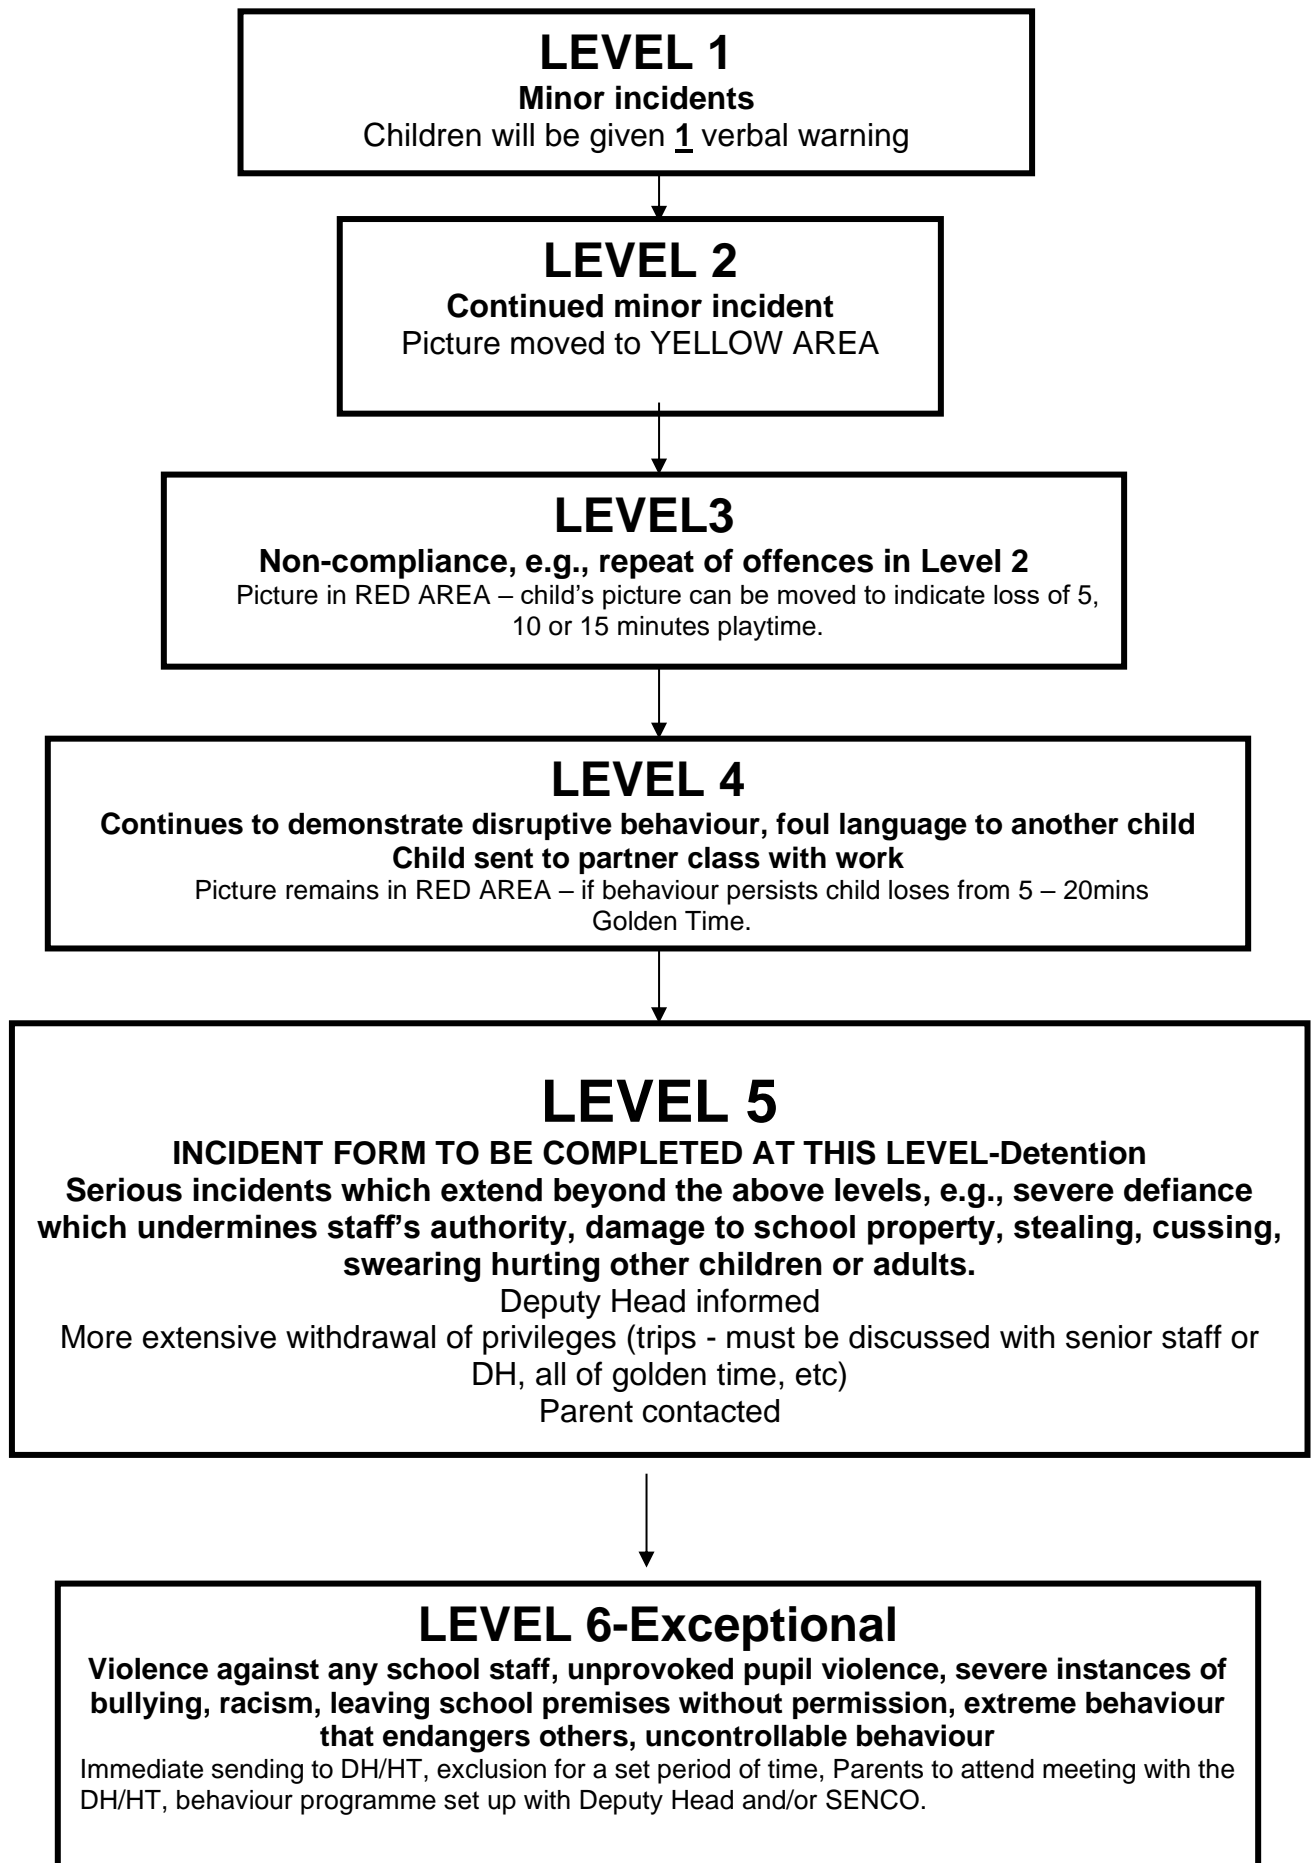 LEVEL 1
Minor incidents
Children will be given 1 verbal warning
LEVEL 2
Continued minor incident
Picture moved to YELLOW AREA
LEVEL3
Non-compliance, e.g., repeat of offences in Level 2
Picture in RED AREA – child's picture can be moved to indicate loss of 5,
10 or 15 minutes playtime.
LEVEL 4
Continues to demonstrate disruptive behaviour, foul language to another child
Child sent to partner class with work
Picture remains in RED AREA – if behaviour persists child loses from 5 – 20mins
Golden Time.
LEVEL 5
INCIDENT FORM TO BE COMPLETED AT THIS LEVEL-Detention
Serious incidents which extend beyond the above levels, e.g., severe defiance
which undermines staff's authority, damage to school property, stealing, cussing,
swearing hurting other children or adults.
Deputy Head informed
More extensive withdrawal of privileges (trips - must be discussed with senior staff or
DH, all of golden time, etc)
Parent contacted
LEVEL 6-Exceptional
Violence against any school staff, unprovoked pupil violence, severe instances of
bullying, racism, leaving school premises without permission, extreme behaviour
that endangers others, uncontrollable behaviour
Immediate sending to DH/HT, exclusion for a set period of time, Parents to attend meeting with the
DH/HT, behaviour programme set up with Deputy Head and/or SENCO.